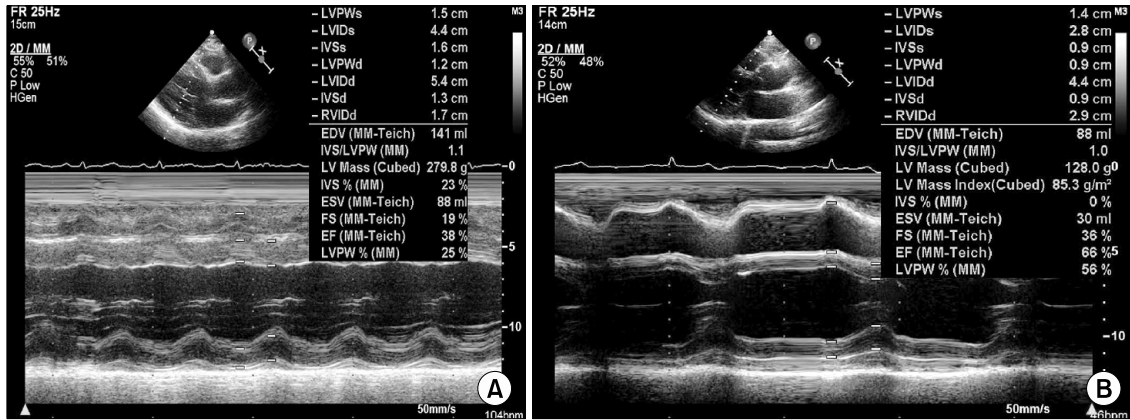 FR 25Hz
15cm
2D / MM
55% 51%
C 50
P Low
HGen
P
M3
LVPWs 1.5 cm
LVIDs 4.4 cm
IVSs 1.6 cm
LVPWd 1.2 cm
LVIDd 5.4 cm
IVSd 1.3 cm
RVIDd 1.7 cm
EDV (MM-Teich) 141 ml
IVS/LVPW (MM) 1.1
LV Mass (Cubed) 279.8 g
IVS % (MM) 23 %
ESV (MM-Teich) 88 ml
FS (MM-Teich) 19 %
EF (MM-Teich) 38 %
LVPW % (MM) 25 %
0
5
10
A
50mm/s
104bpm
FR 25Hz
14cm
2D / MM
52% 48%
C 50
P Low
HGen
P
M3
LVPWs 1.4 cm
LVIDs 2.8 cm
IVSs 0.9 cm
LVPWd 0.9 cm
LVIDd 4.4 cm
IVSd 0.9 cm
RVIDd 2.9 cm
EDV (MM-Teich) 88 ml
IVS/LVPW (MM) 1.0
LV Mass (Cubed) 128.0 g
0
LV Mass Index(Cubed) 85.3 g/m²
IVS % (MM) 0 %
ESV (MM-Teich) 30 ml
FS (MM-Teich) 36 %
EF (MM-Teich) 66 %
5
LVPW % (MM) 56 %
10
B
50mm/s
46bpm